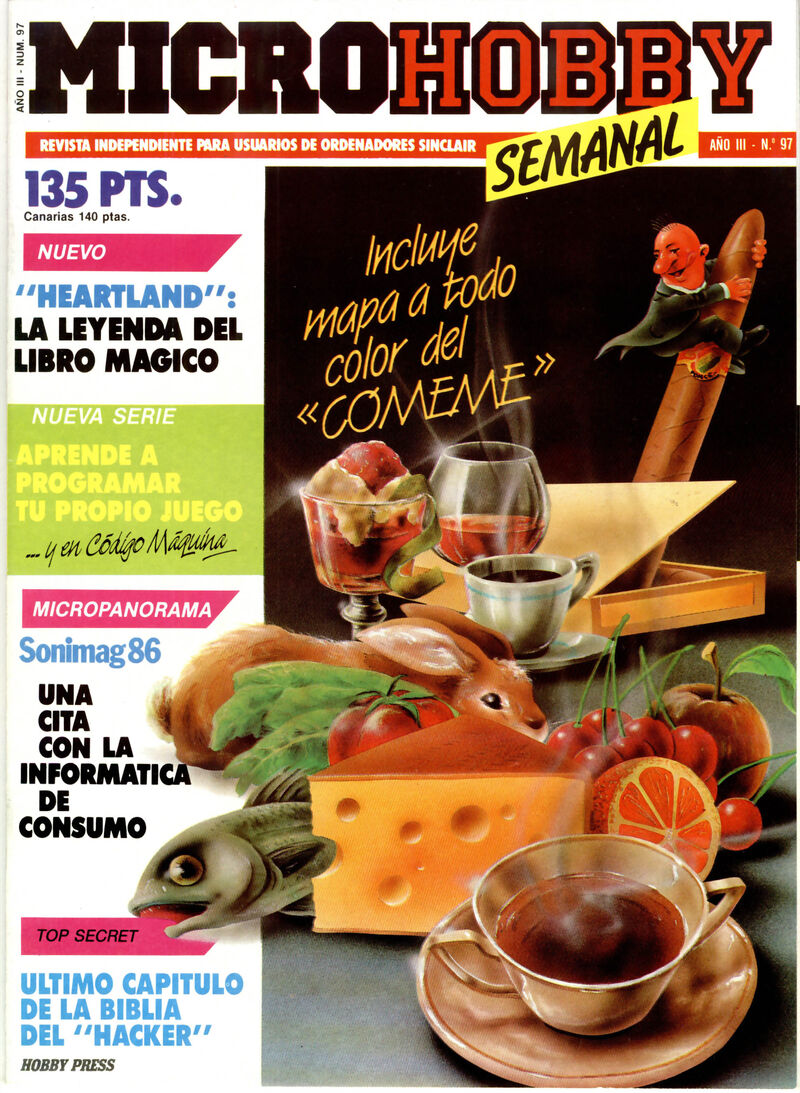 AÑO III - NUM. 97
MICROHOBBY
REVISTA INDEPENDIENTE PARA USUARIOS DE ORDENADORES SINCLAIR
SEMANAL
AÑO III - N.º 97
135 PTS.
Canarias 140 ptas.
NUEVO
"HEARTLAND":
LA LEYENDA DEL
LIBRO MAGICO
NUEVA SERIE
APRENDE A
PROGRAMAR
TU PROPIO JUEGO
... y en Código Máquina
MICROPANORAMA
Sonimag 86
UNA
CITA
CON LA
INFORMATICA
DE
CONSUMO
TOP SECRET
ULTIMO CAPITULO
DE LA BIBLIA
DEL "HACKER"
HOBBY PRESS
Incluye
mapa a todo
color del
«COMEME»